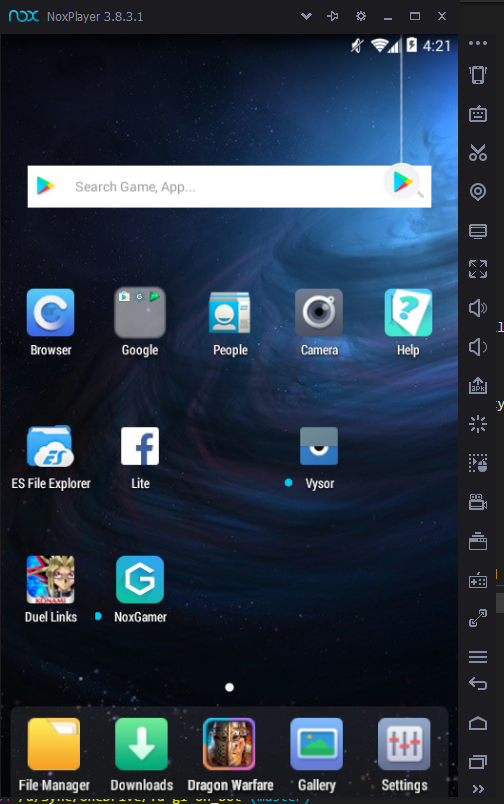 nox NoxPlayer 3.8.3.1
4:21
Search Game, App...
Browser
Google
People
Camera
Help
ES File Explorer
Lite
Vysor
Duel Links
NoxGamer
KONAMI
File Manager
Downloads
Dragon Warfare
Gallery
Settings